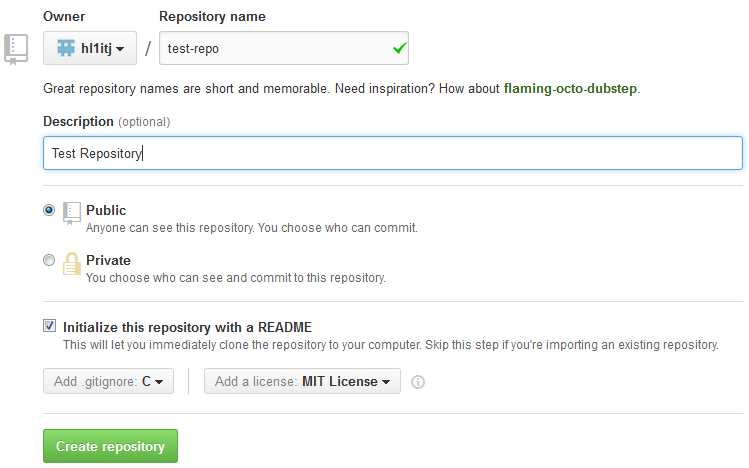 Owner Repository name
hl1itj / test-repo
Great repository names are short and memorable. Need inspiration? How about flaming-octo-dubstep.
Description (optional)
Test Repository
Public
Anyone can see this repository. You choose who can commit.
Private
You choose who can see and commit to this repository.
Initialize this repository with a README
This will let you immediately clone the repository to your computer. Skip this step if you're importing an existing repository.
Add .gitignore: C Add a license: MIT License
Create repository